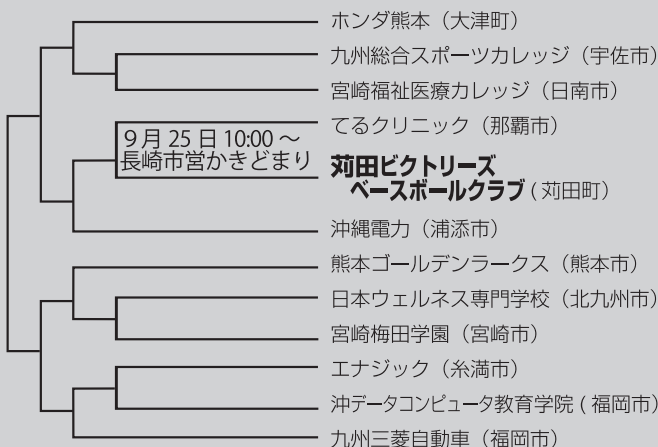 ホンダ熊本（大津町）
九州総合スポーツカレッジ（宇佐市）
宮崎福祉医療カレッジ（日南市）
てるクリニック（那覇市）
9月25日10:00～
長崎市営かきどまり
苅田ビクトリーズ
ベースボールクラブ(苅田町）
沖縄電力（浦添市）
熊本ゴールデンラークス（熊本市）
日本ウェルネス専門学校（北九州市）
宮崎梅田学園（宮崎市）
エナジック（糸満市）
沖データコンピュータ教育学院(福岡市）
九州三菱自動車（福岡市）